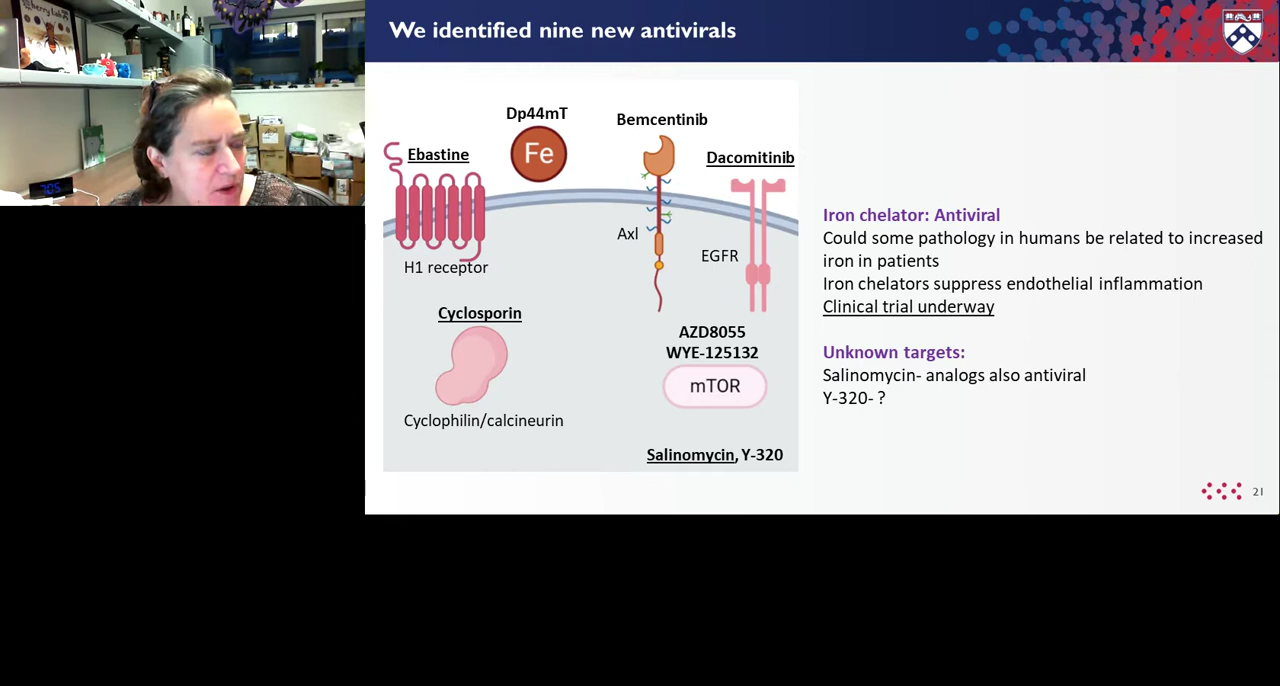 We identified nine new antivirals
Dp44mT
Fe
Bemcentinib
Ebastine
Dacomitinib
Axl
EGFR
H1 receptor
Cyclosporin
AZD8055
WYE-125132
mTOR
Cyclophilin/calcineurin
Salinomycin, Y-320
Iron chelator: Antiviral
Could some pathology in humans be related to increased
iron in patients
Iron chelators suppress endothelial inflammation
Clinical trial underway
Unknown targets:
Salinomycin- analogs also antiviral
Y-320- ?
21
705